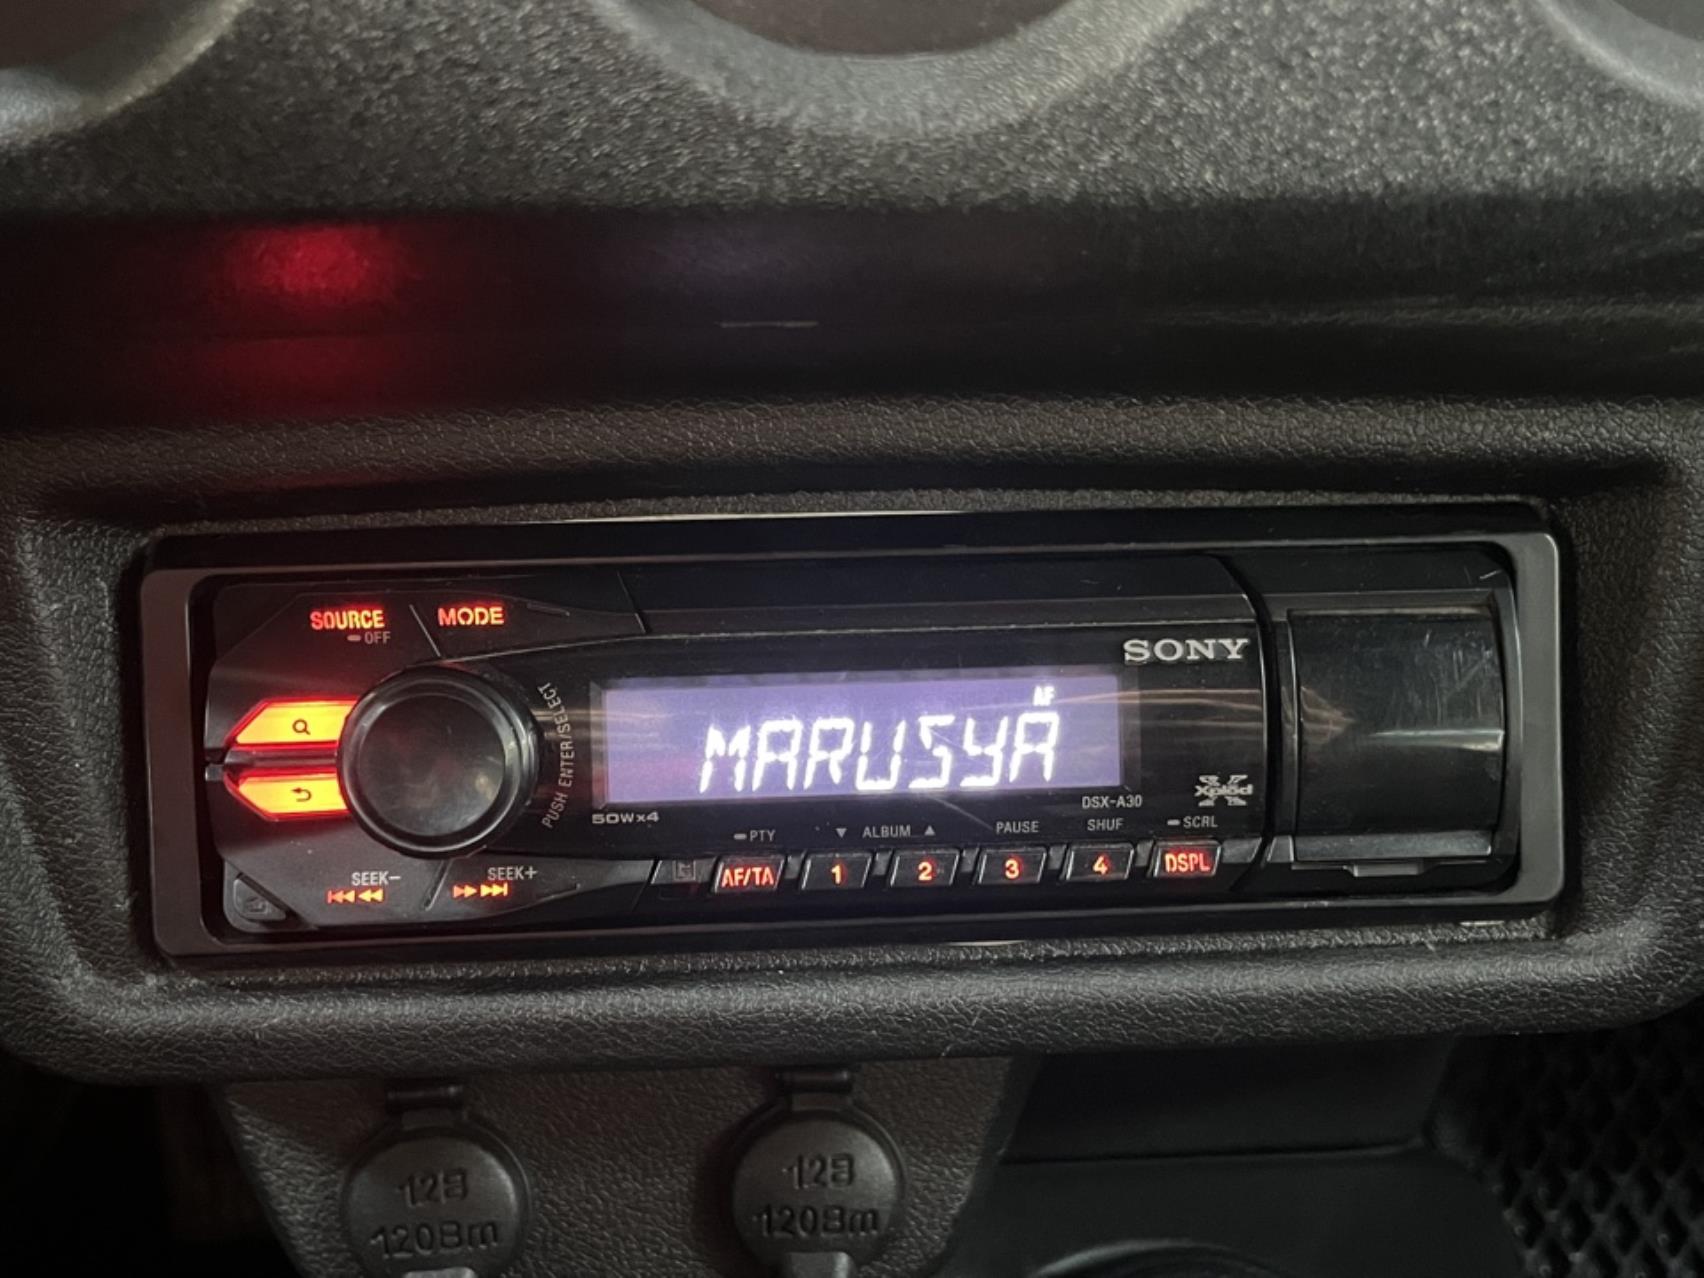 SOURCE
OFF
MODE
SONY
PUSH ENTER/SELECT
AF
MARUSYA
50Wx4
DSX-A30
Xplod
PTY
▼ ALBUM ▲
PAUSE
SHUF
SCRL
SEEK−
SEEK+
AF/TA
1
2
3
4
DSPL
12В
120Вт
12В
120Вт